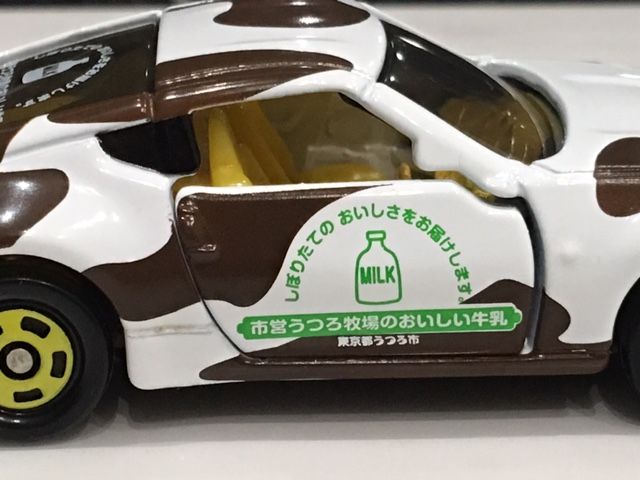 しぼりたての おいしさをお届けします。
MILK
市営うつろ牧場のおいしい牛乳
東京都うつろ市